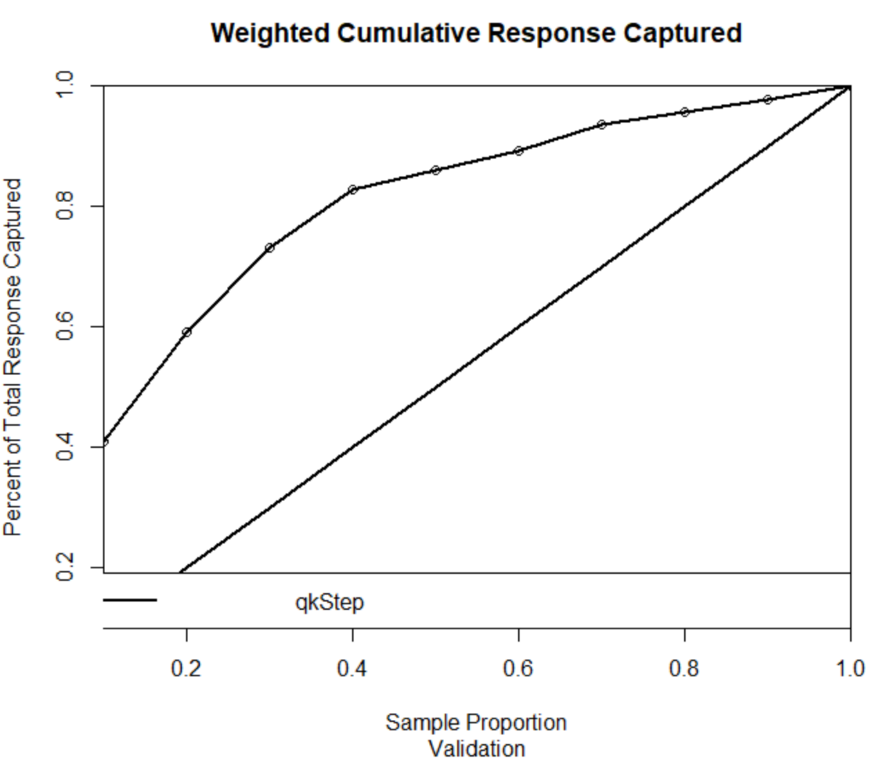 Weighted Cumulative Response Captured
Percent of Total Response Captured
1.0
0.8
0.6
0.4
0.2
qkStep
0.2 0.4 0.6 0.8 1.0
Sample Proportion
Validation